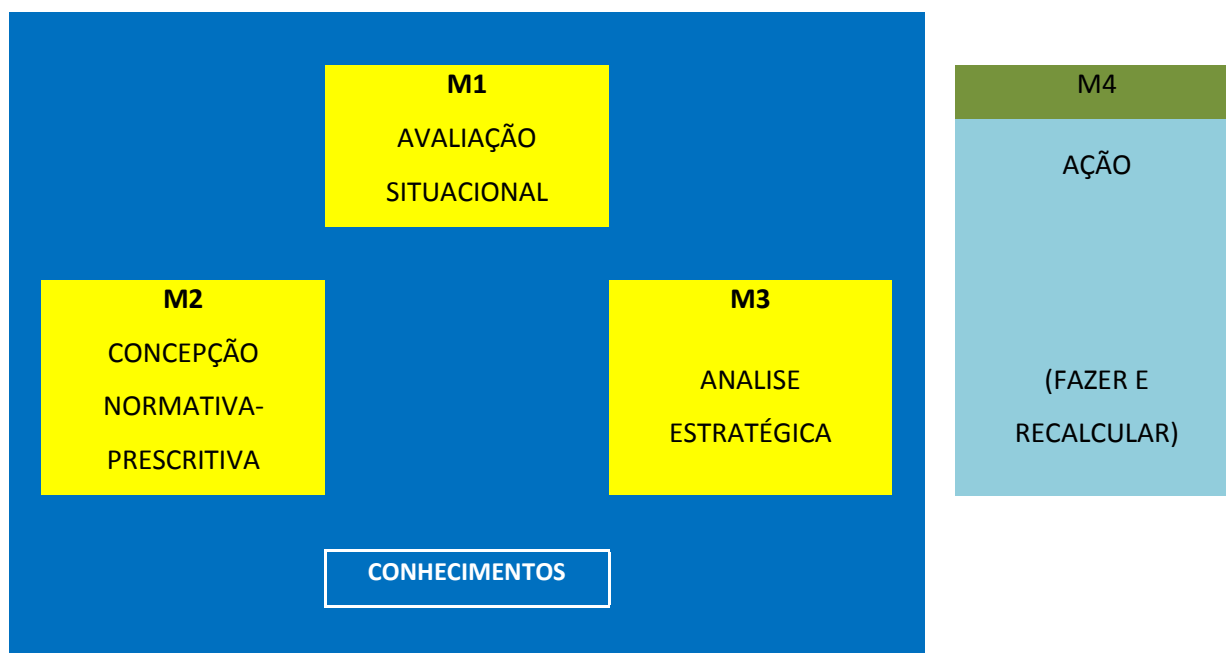 M1
AVALIAÇÃO
SITUACIONAL
M2
CONCEPÇÃO
NORMATIVA-
PRESCRITIVA
M3
ANALISE
ESTRATÉGICA
CONHECIMENTOS
M4
AÇÃO
(FAZER E
RECALCULAR)